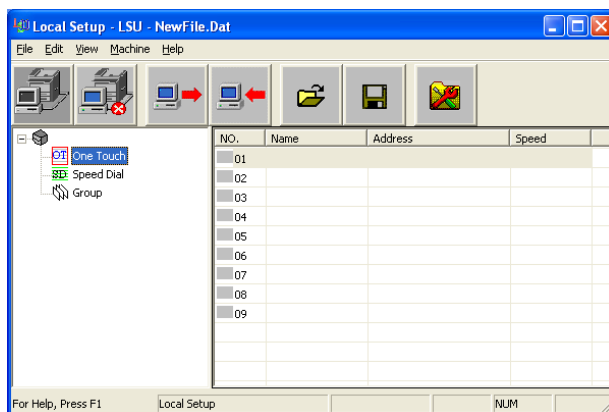 Local Setup - LSU - NewFile.Dat
File Edit View Machine Help
NO. Name Address Speed
OT One Touch
SD Speed Dial
Group
01
02
03
04
05
06
07
08
09
For Help, Press F1 Local Setup NUM